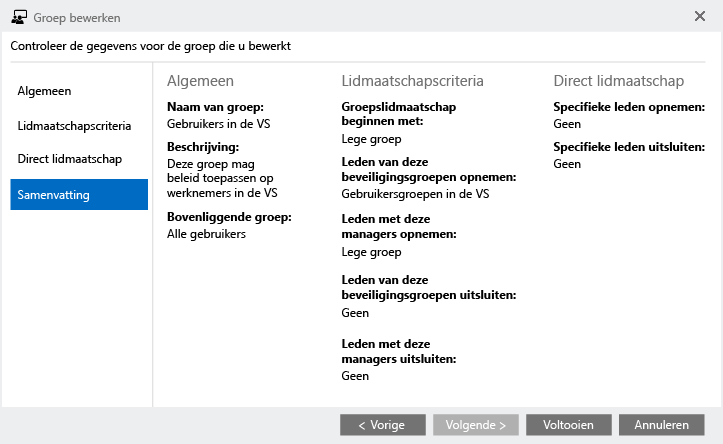 Groep bewerken
Controleer de gegevens voor de groep die u bewerkt
Algemeen
Lidmaatschapscriteria
Direct lidmaatschap
Samenvatting
Algemeen
Naam van groep:
Gebruikers in de VS
Beschrijving:
Deze groep mag
beleid toepassen op
werknemers in de VS
Bovenliggende groep:
Alle gebruikers
Lidmaatschapscriteria
Groepslidmaatschap
beginnen met:
Lege groep
Leden van deze
beveiligingsgroepen opnemen:
Gebruikersgroepen in de VS
Leden met deze
managers opnemen:
Lege groep
Leden van deze
beveiligingsgroepen uitsluiten:
Geen
Leden met deze
managers uitsluiten:
Geen
Direct lidmaatschap
Specifieke leden opnemen:
Geen
Specifieke leden uitsluiten:
Geen
< Vorige
Volgende >
Voltooien
Annuleren